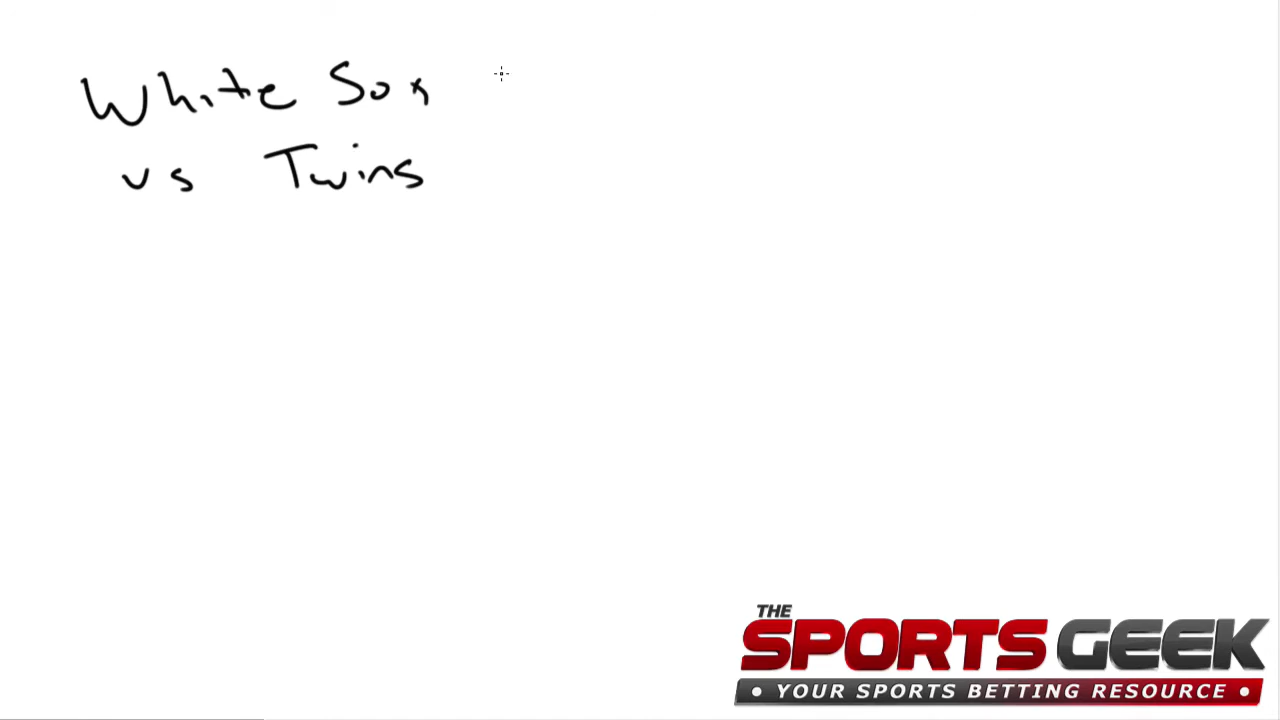 White Sox
vs Twins
THE
SPORTS GEEK
• YOUR SPORTS BETTING RESOURCE •